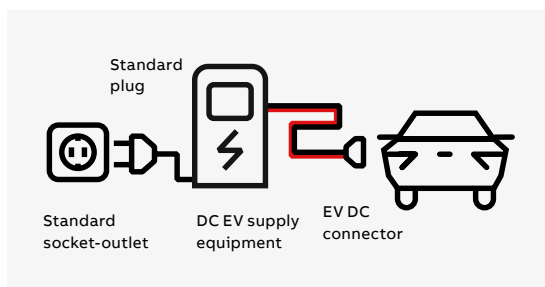 Standard
plug
Standard
socket-outlet
DC EV supply
equipment
EV DC
connector